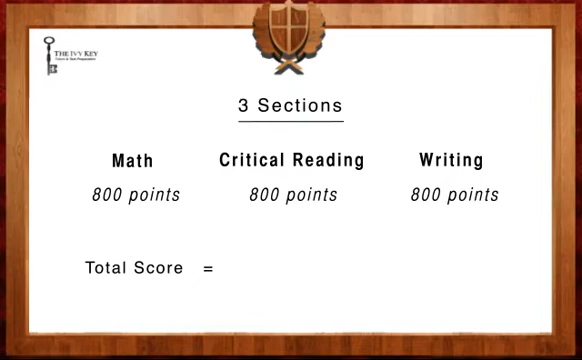 THE IVY KEY
3 Sections
Math Critical Reading Writing
800 points 800 points 800 points
Total Score =